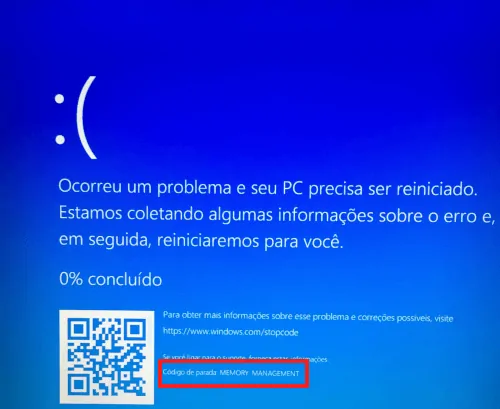 :(
Ocorreu um problema e seu PC precisa ser reiniciado.
Estamos coletando algumas informações sobre o erro e,
em seguida, reiniciaremos para você.
0% concluído
Para obter mais informações sobre esse problema e correções possíveis, visite
https://www.windows.com/stopcode
Se você ligar para o suporte, forneça estas informações:
Código de parada: MEMORY MANAGEMENT